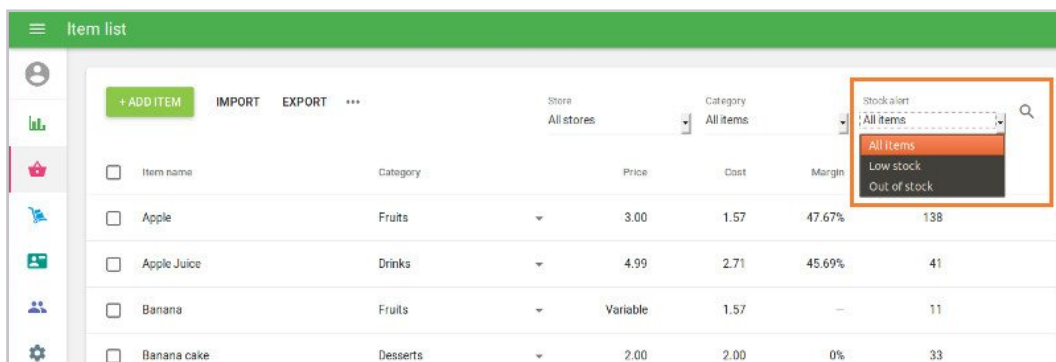 Item list
+ ADD ITEM IMPORT EXPORT •••
Store
All stores
Category
All items
Stock alert
All items
All items
Low stock
Out of stock
Item name Category Price Cost Margin
Apple Fruits 3.00 1.57 47.67% 138
Apple Juice Drinks 4.99 2.71 45.69% 41
Banana Fruits Variable 1.57 — 11
Banana cake Desserts 2.00 2.00 0% 33